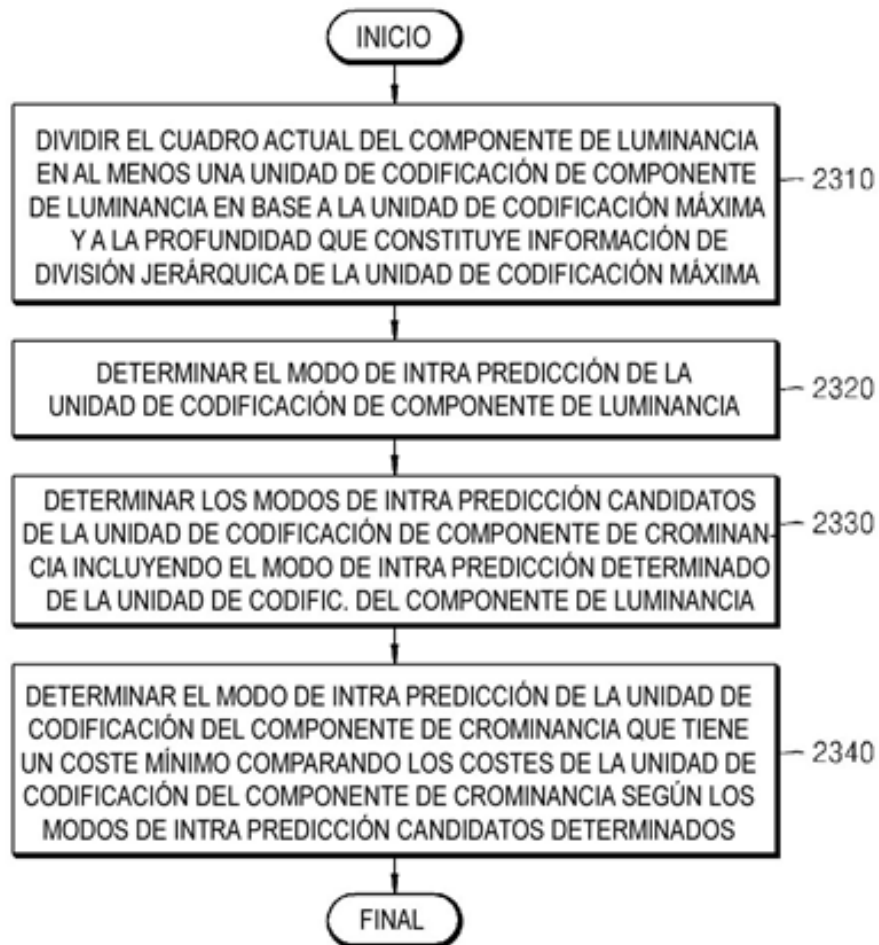 INICIO
DIVIDIR EL CUADRO ACTUAL DEL COMPONENTE DE LUMINANCIA
EN AL MENOS UNA UNIDAD DE CODIFICACIÓN DE COMPONENTE
DE LUMINANCIA EN BASE A LA UNIDAD DE CODIFICACIÓN MÁXIMA
Y A LA PROFUNDIDAD QUE CONSTITUYE INFORMACIÓN DE
DIVISIÓN JERÁRQUICA DE LA UNIDAD DE CODIFICACIÓN MÁXIMA
2310
DETERMINAR EL MODO DE INTRA PREDICCIÓN DE LA
UNIDAD DE CODIFICACIÓN DE COMPONENTE DE LUMINANCIA
2320
DETERMINAR LOS MODOS DE INTRA PREDICCIÓN CANDIDATOS
DE LA UNIDAD DE CODIFICACIÓN DE COMPONENTE DE CROMINAN-
CIA INCLUYENDO EL MODO DE INTRA PREDICCIÓN DETERMINADO
DE LA UNIDAD DE CODIFIC. DEL COMPONENTE DE LUMINANCIA
2330
DETERMINAR EL MODO DE INTRA PREDICCIÓN DE LA UNIDAD DE
CODIFICACIÓN DEL COMPONENTE DE CROMINANCIA QUE TIENE
UN COSTE MÍNIMO COMPARANDO LOS COSTES DE LA UNIDAD DE
CODIFICACIÓN DEL COMPONENTE DE CROMINANCIA SEGÚN LOS
MODOS DE INTRA PREDICCIÓN CANDIDATOS DETERMINADOS
2340
FINAL